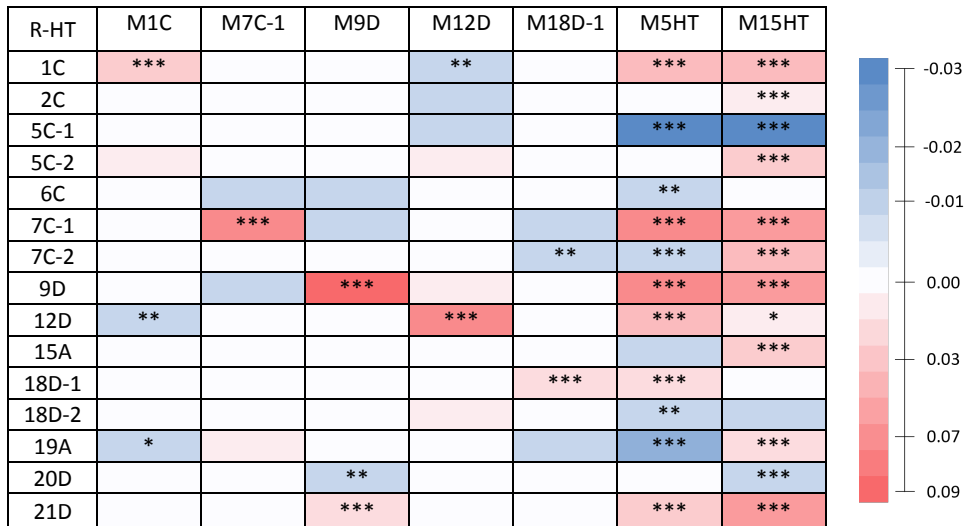 R-HT M1C M7C-1 M9D M12D M18D-1 M5HT M15HT
1C *** ** *** ***
2C ***
5C-1 *** ***
5C-2 ***
6C **
7C-1 *** *** ***
7C-2 ** *** ***
9D *** *** ***
12D ** *** *** *
15A ***
18D-1 *** ***
18D-2 **
19A * *** ***
20D ** ***
21D *** *** ***
-0.03
-0.02
-0.01
0.00
0.03
0.07
0.09